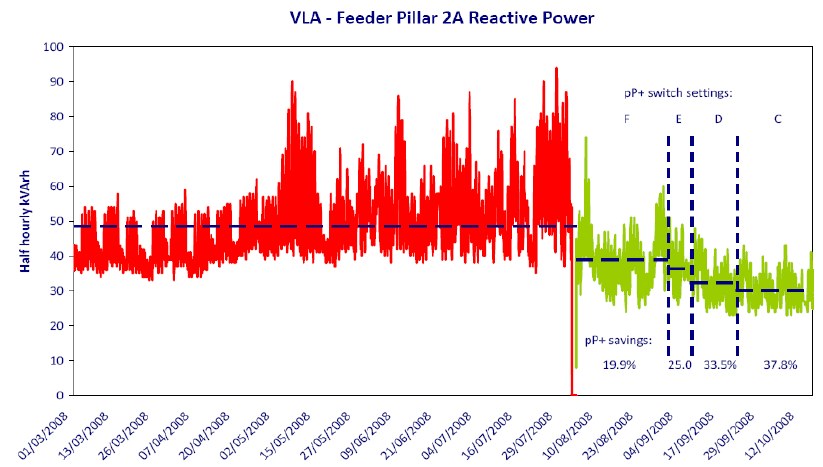 VLA - Feeder Pillar 2A Reactive Power
100
90
80
70
60
50
40
30
20
10
0
Half hourly kVArh
pP+ switch settings:
F E D C
pP+ savings:
19.9% 25.0 33.5% 37.8%
01/03/2008 13/03/2008 26/03/2008 07/04/2008 20/04/2008 02/05/2008 15/05/2008 27/05/2008 09/06/2008 21/06/2008 04/07/2008 16/07/2008 29/07/2008 10/08/2008 23/08/2008 04/09/2008 17/09/2008 29/09/2008 12/10/2008